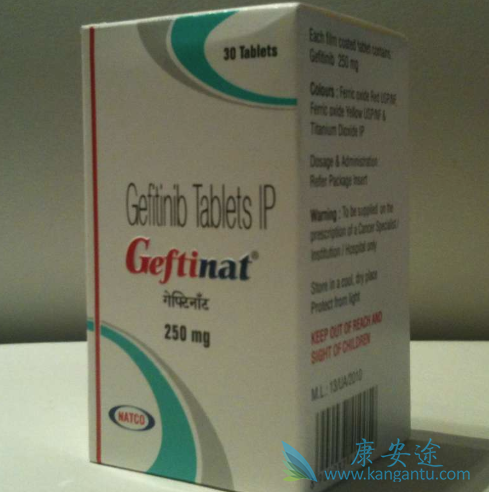 30 Tablets
Gefitinib Tablets IP
Geftinat®
गेफ्टिनॉट
250 mg
NATCO
Each film coated tablet contains:
Gefitinib 250 mg
Colours : Ferric oxide Red USP/NF,
Ferric oxide Yellow USP/NF &
Titanium Dioxide IP
Dosage & Administration :
Refer Package Insert
Warning : To be supplied on the
prescription of a Cancer Specialist /
Institution / Hospital only
Store in a cool, dry place
Protect from light
KEEP OUT OF REACH AND
SIGHT OF CHILDREN
M.L : 13/UA/2010
康安途
www.kangantu.com